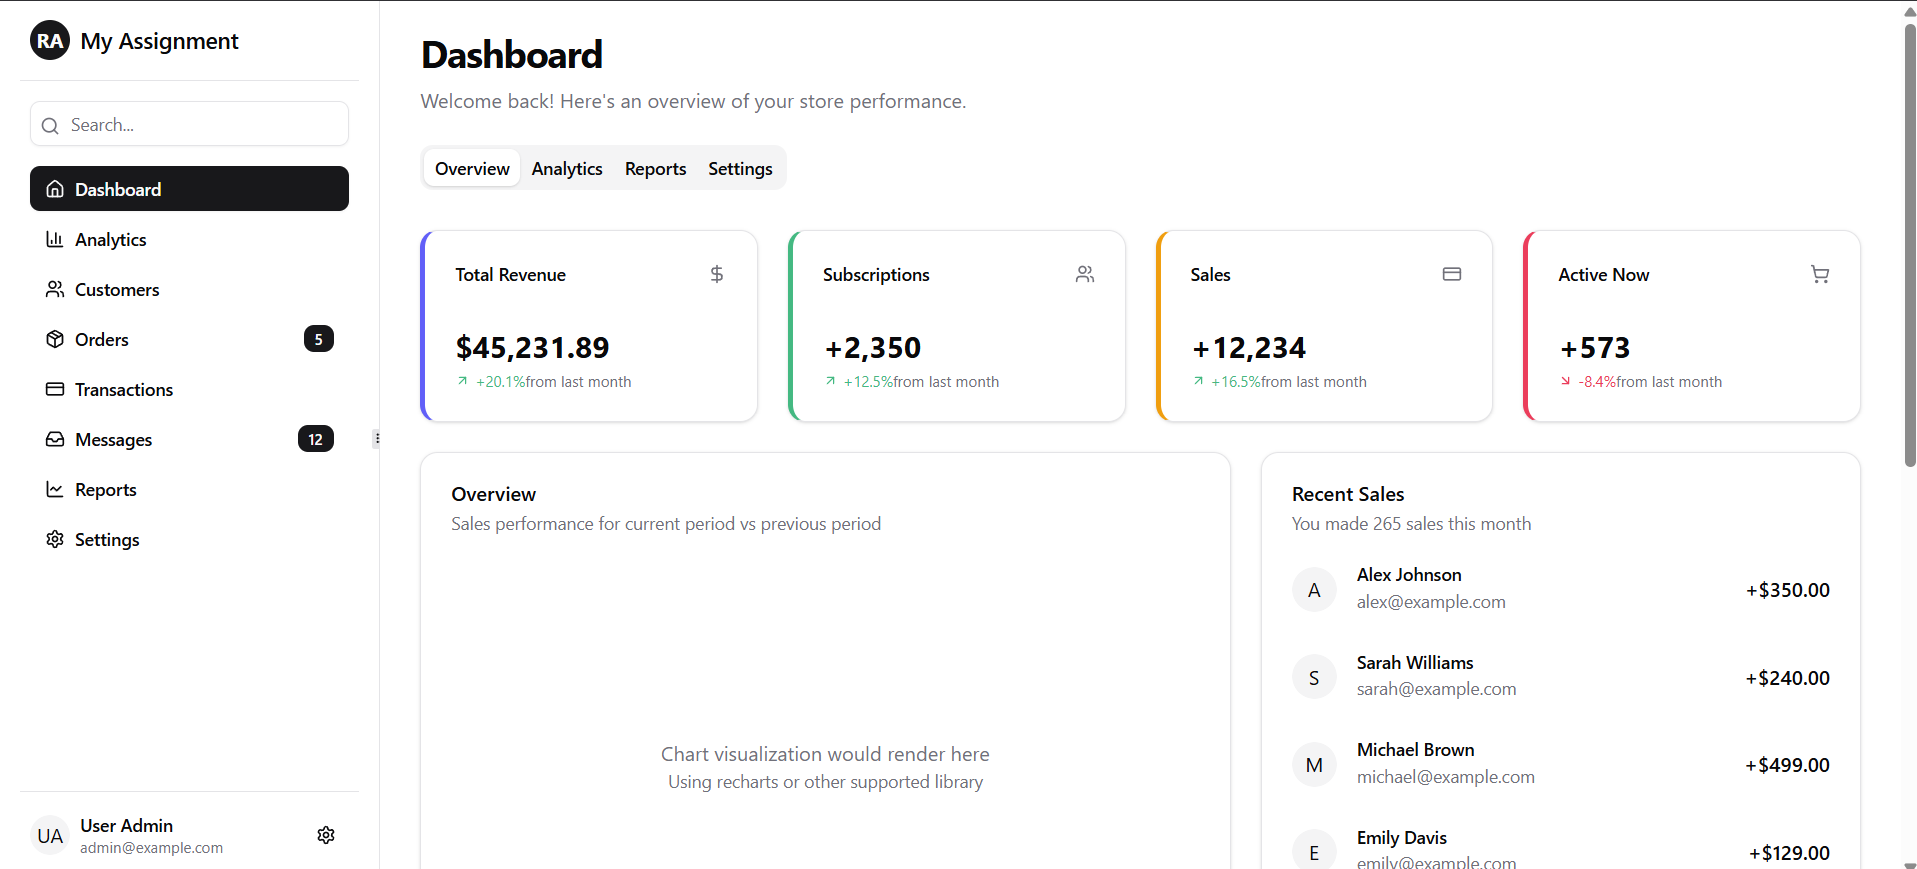 RA My Assignment
Search...
Dashboard
Analytics
Customers
Orders 5
Transactions
Messages 12
Reports
Settings
UA
User Admin
admin@example.com
Dashboard
Welcome back! Here's an overview of your store performance.
Overview Analytics Reports Settings
Total Revenue $
$45,231.89
+20.1%from last month
Subscriptions
+2,350
+12.5%from last month
Sales
+12,234
+16.5%from last month
Active Now
+573
-8.4%from last month
Overview
Sales performance for current period vs previous period
Chart visualization would render here
Using recharts or other supported library
Recent Sales
You made 265 sales this month
A
Alex Johnson
alex@example.com
+$350.00
S
Sarah Williams
sarah@example.com
+$240.00
M
Michael Brown
michael@example.com
+$499.00
E
Emily Davis
emily@example.com
+$129.00